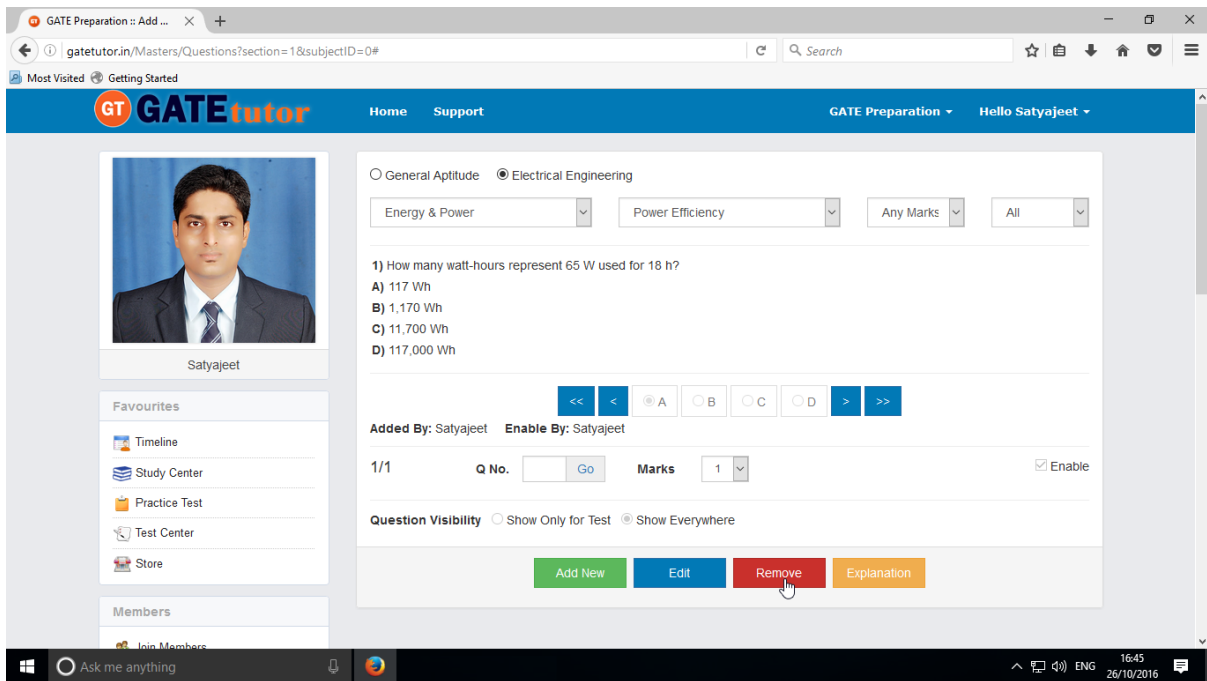 GATE Preparation :: Add ...
gatetutor.in/Masters/Questions?section=1&subjectID=0#
Search
Most Visited Getting Started
GT GATEtutor Home Support GATE Preparation Hello Satyajeet
General Aptitude Electrical Engineering
Energy & Power Power Efficiency Any Marks All
1) How many watt-hours represent 65 W used for 18 h?
A) 117 Wh
B) 1,170 Wh
C) 11,700 Wh
D) 117,000 Wh
Satyajeet
<< < A B C D > >>
Favourites
Added By: Satyajeet Enable By: Satyajeet
Timeline
1/1 Q No. Go Marks 1 Enable
Study Center
Practice Test
Question Visibility Show Only for Test Show Everywhere
Test Center
Store
Add New Edit Remove Explanation
Members
Join Members
Ask me anything
ENG
16:45
26/10/2016